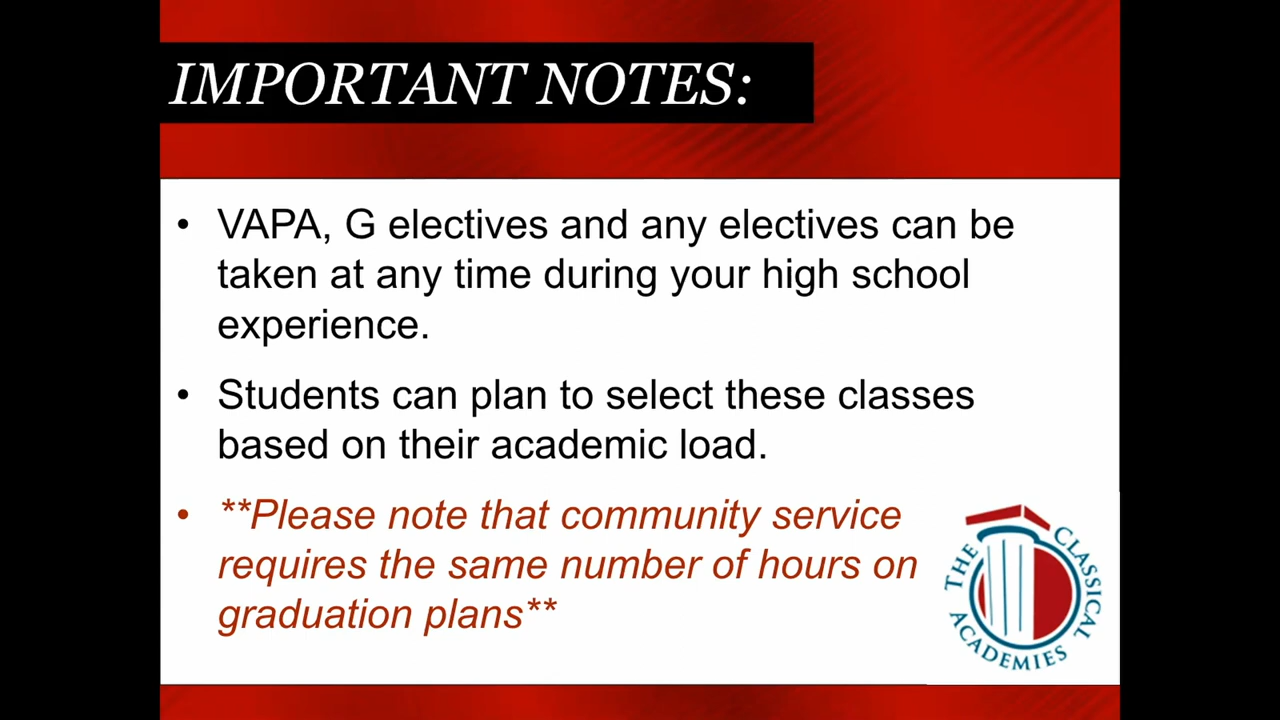 IMPORTANT NOTES:
• VAPA, G electives and any electives can be
taken at any time during your high school
experience.
• Students can plan to select these classes
based on their academic load.
• **Please note that community service
requires the same number of hours on
graduation plans**
THE CLASSICAL ACADEMIES